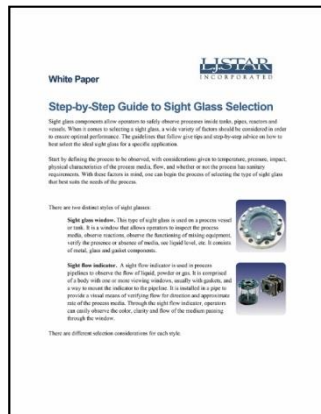 LJSTAR
INCORPORATED
White Paper
Step-by-Step Guide to Sight Glass Selection
Sight glass components allow operators to safely observe processes inside tanks, pipes, reactors and
vessels. When it comes to selecting a sight glass, a wide variety of factors should be considered in order
to ensure optimal performance. The guidelines that follow give tips and step-by-step advice on how to
best select the ideal sight glass for a specific application.
Start by defining the process to be observed, with considerations given to temperature, pressure, impact,
physical characteristics of the process media, flow, and whether or not the process has sanitary
requirements. With these factors in mind, one can begin the process of selecting the type of sight glass
that best suits the needs of the process.
There are two distinct styles of sight glasses:
Sight glass window. This type of sight glass is used on a process vessel
or tank. It is a window that allows operators to inspect the process
media, observe reactions, observe the functioning of mixing equipment,
verify the presence or absence of media, see liquid level, etc. It consists
of metal, glass and gasket components.
Sight flow indicator. A sight flow indicator is used in process
pipelines to observe the flow of liquid, powder or gas. It is comprised
of a body with one or more viewing windows, usually with gaskets, and
a way to mount the indicator to the pipeline. It is installed in a pipe to
provide a visual means of verifying flow for direction and approximate
rate of the process media. Through the sight flow indicator, operators
can easily observe the color, clarity and flow of the medium passing
through the window.
There are different selection considerations for each style.